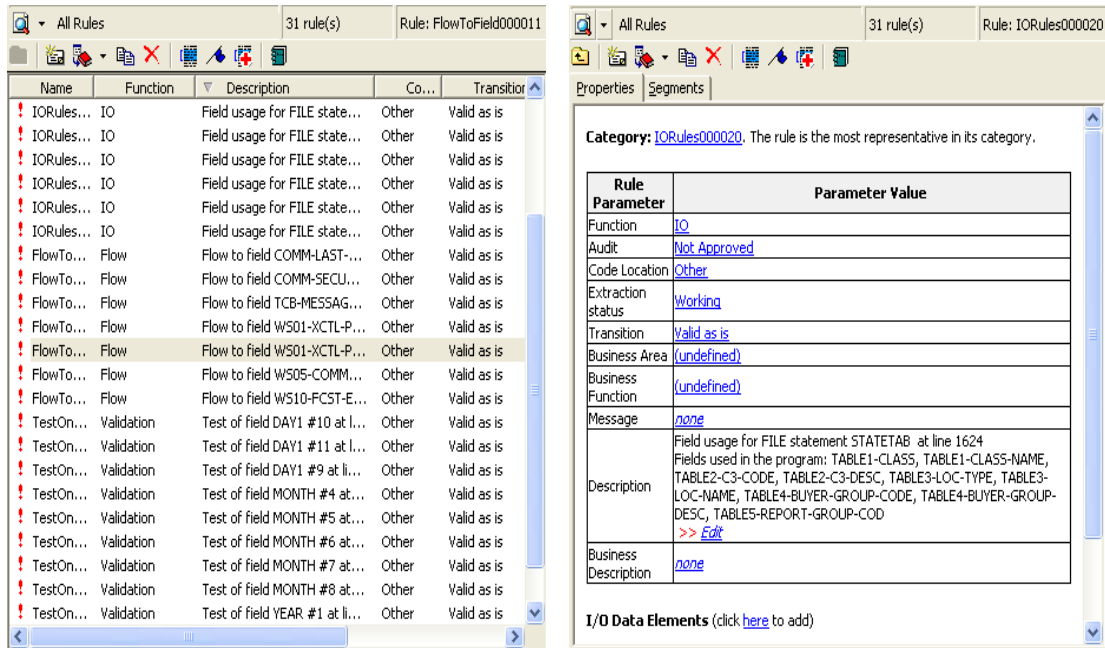 All Rules 31 rule(s) Rule: FlowToField000011
Name Function Description Co... Transition
IORules... IO Field usage for FILE state... Other Valid as is
IORules... IO Field usage for FILE state... Other Valid as is
IORules... IO Field usage for FILE state... Other Valid as is
IORules... IO Field usage for FILE state... Other Valid as is
IORules... IO Field usage for FILE state... Other Valid as is
IORules... IO Field usage for FILE state... Other Valid as is
FlowTo... Flow Flow to field COMM-LAST-... Other Valid as is
FlowTo... Flow Flow to field COMM-SECU... Other Valid as is
FlowTo... Flow Flow to field TCB-MESSAG... Other Valid as is
FlowTo... Flow Flow to field WS01-XCTL-P... Other Valid as is
FlowTo... Flow Flow to field WS01-XCTL-P... Other Valid as is
FlowTo... Flow Flow to field WS05-COMM... Other Valid as is
FlowTo... Flow Flow to field WS10-FCST-E... Other Valid as is
TestOn... Validation Test of field DAY1 #10 at l... Other Valid as is
TestOn... Validation Test of field DAY1 #11 at l... Other Valid as is
TestOn... Validation Test of field DAY1 #9 at li... Other Valid as is
TestOn... Validation Test of field MONTH #4 at... Other Valid as is
TestOn... Validation Test of field MONTH #5 at... Other Valid as is
TestOn... Validation Test of field MONTH #6 at... Other Valid as is
TestOn... Validation Test of field MONTH #7 at... Other Valid as is
TestOn... Validation Test of field MONTH #8 at... Other Valid as is
TestOn... Validation Test of field YEAR #1 at li... Other Valid as is
All Rules 31 rule(s) Rule: IORules000020
Properties Segments
Category: IORules000020. The rule is the most representative in its category.
Rule Parameter Parameter Value
Function IO
Audit Not Approved
Code Location Other
Extraction status Working
Transition Valid as is
Business Area (undefined)
Business Function (undefined)
Message none
Description
Field usage for FILE statement STATETAB at line 1624
Fields used in the program: TABLE1-CLASS, TABLE1-CLASS-NAME,
TABLE2-C3-CODE, TABLE2-C3-DESC, TABLE3-LOC-TYPE, TABLE3-
LOC-NAME, TABLE4-BUYER-GROUP-CODE, TABLE4-BUYER-GROUP-
DESC, TABLE5-REPORT-GROUP-COD
>> Edit
Business Description none
I/O Data Elements (click here to add)